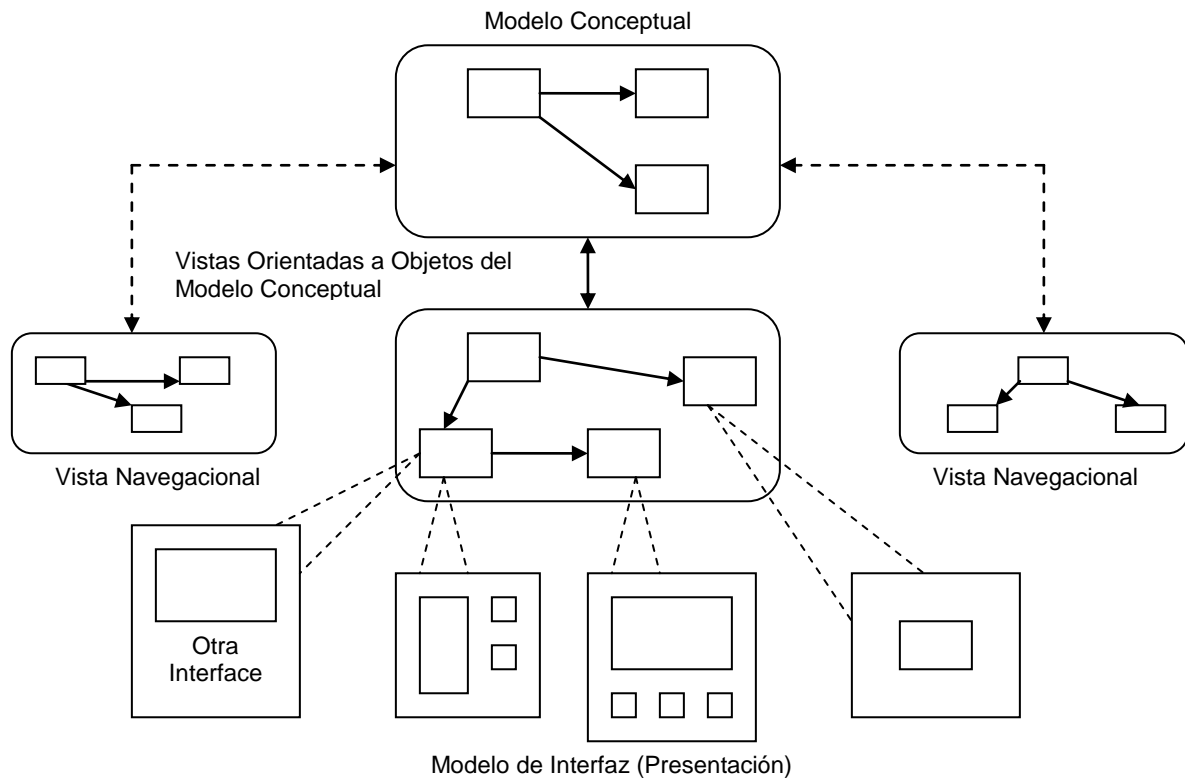 Modelo Conceptual
Vistas Orientadas a Objetos del
Modelo Conceptual
Vista Navegacional
Vista Navegacional
Otra
Interface
Modelo de Interfaz (Presentación)